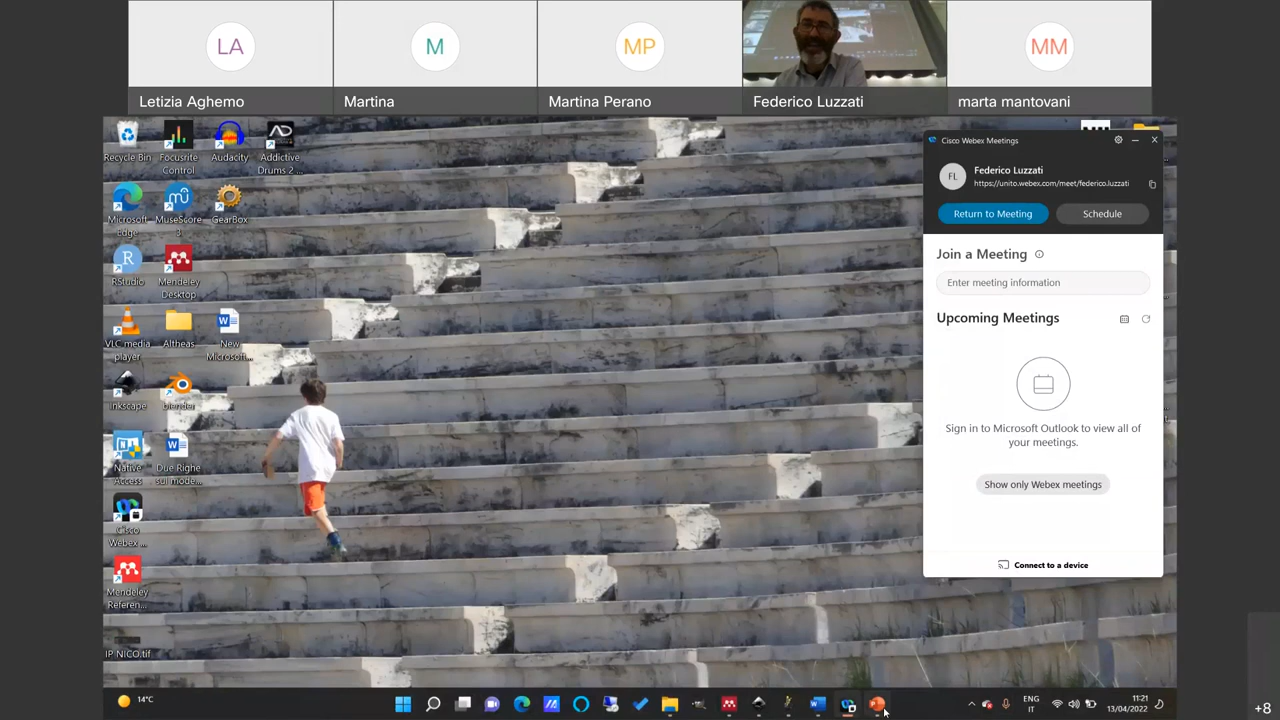 LA
M
MP
MM
Letizia Aghemo
Martina
Martina Perano
Federico Luzzati
marta mantovani
Recycle Bin
Focusrite
Control
Audacity
Addictive
Drums 2 ...
Microsoft
Edge
MuseScore
3
GearBox
RStudio
Mendeley
Desktop
VLC media
player
Altheas
New
Microsoft...
Inkscape
blender
Native
Access
Due Righe
sul mode...
Cisco
Webex ...
Mendeley
Referen...
IP NICO.tif
Cisco Webex Meetings
FL
Federico Luzzati
https://unito.webex.com/meet/federico.luzzati
Return to Meeting
Schedule
Join a Meeting
Enter meeting information
Upcoming Meetings
Sign in to Microsoft Outlook to view all of
your meetings.
Show only Webex meetings
Connect to a device
14°C
ENG
IT
11:21
13/04/2022
+8